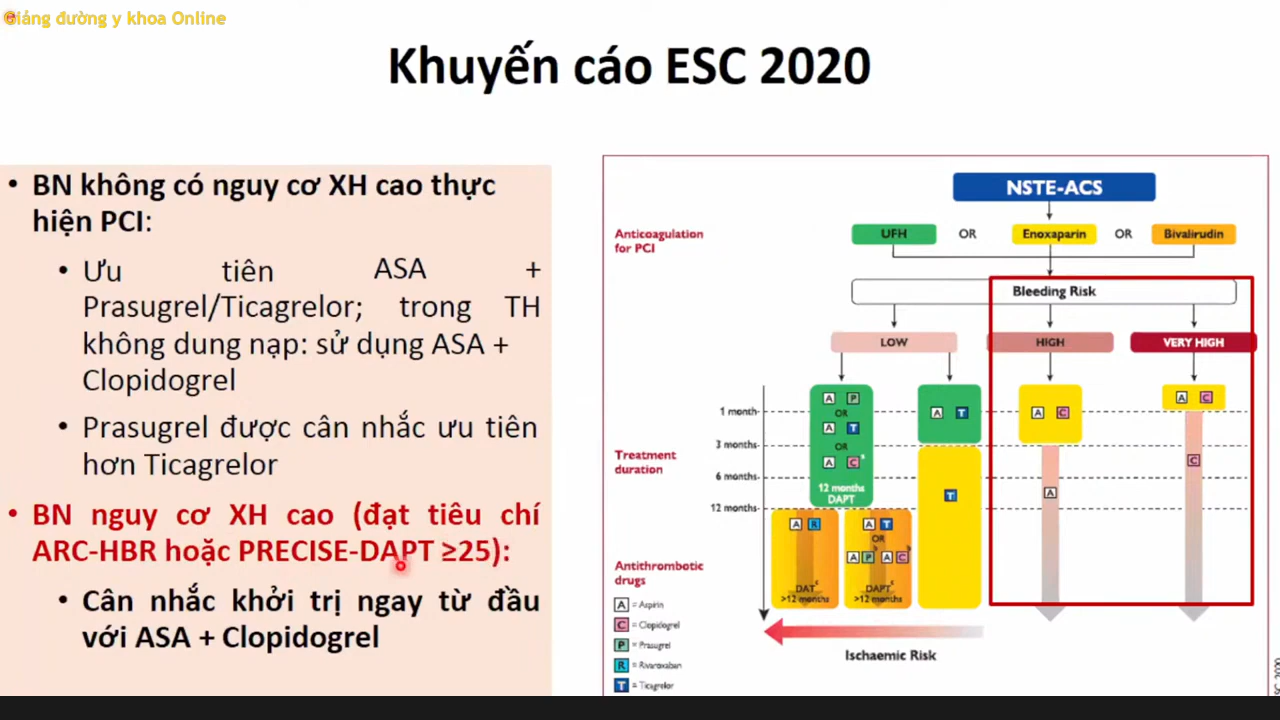 Giảng đường y khoa Online
Khuyến cáo ESC 2020
• BN không có nguy cơ XH cao thực
hiện PCI:
• Ưu tiên ASA +
Prasugrel/Ticagrelor; trong TH
không dung nạp: sử dụng ASA +
Clopidogrel
• Prasugrel được cân nhắc ưu tiên
hơn Ticagrelor
• BN nguy cơ XH cao (đạt tiêu chí
ARC-HBR hoặc PRECISE-DAPT ≥25):
• Cân nhắc khởi trị ngay từ đầu
với ASA + Clopidogrel
NSTE-ACS
Anticoagulation
for PCI
UFH OR Enoxaparin OR Bivalirudin
Bleeding Risk
LOW HIGH VERY HIGH
1 month
3 months
6 months
12 months
Treatment
duration
A P
OR
A T
OR
A C
12 months
DAPT
A T
T
A C
A
A C
C
A R
DAT
>12 months
A T
OR
A P A C
DAPT
>12 months
Antithrombotic
drugs
A = Aspirin
C = Clopidogrel
P = Prasugrel
R = Rivaroxaban
T = Ticagrelor
Ischaemic Risk